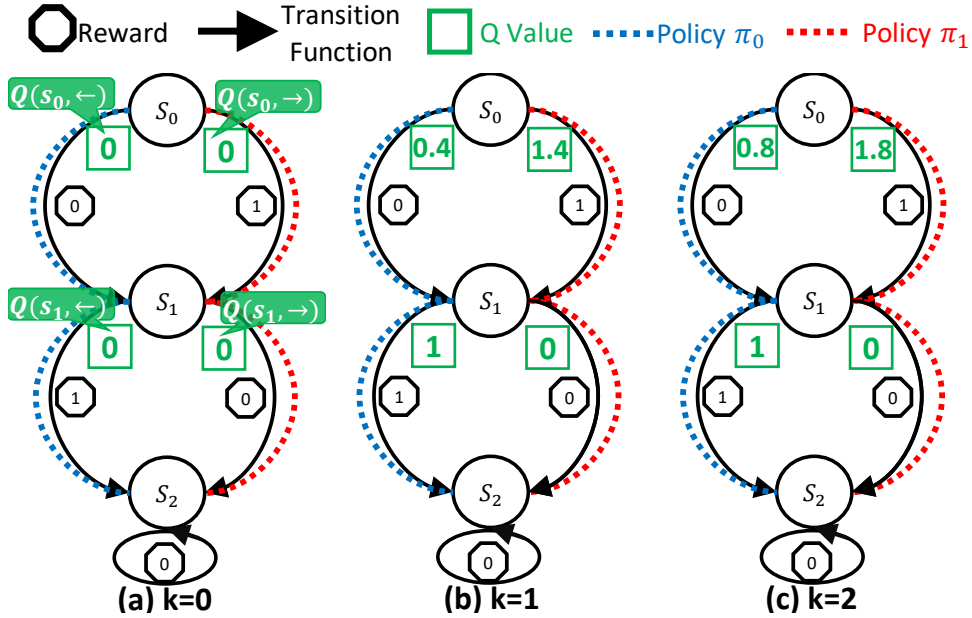 Reward
Transition
Function
Q Value
Policy π₀
Policy π₁
Q(s₀, ←)
Q(s₀, →)
S₀
0
0
0
1
Q(s₁, ←)
Q(s₁, →)
S₁
0
0
1
0
S₂
0
(a) k=0
S₀
0.4
1.4
0
1
S₁
1
0
1
0
S₂
0
(b) k=1
S₀
0.8
1.8
0
1
S₁
1
0
1
0
S₂
0
(c) k=2